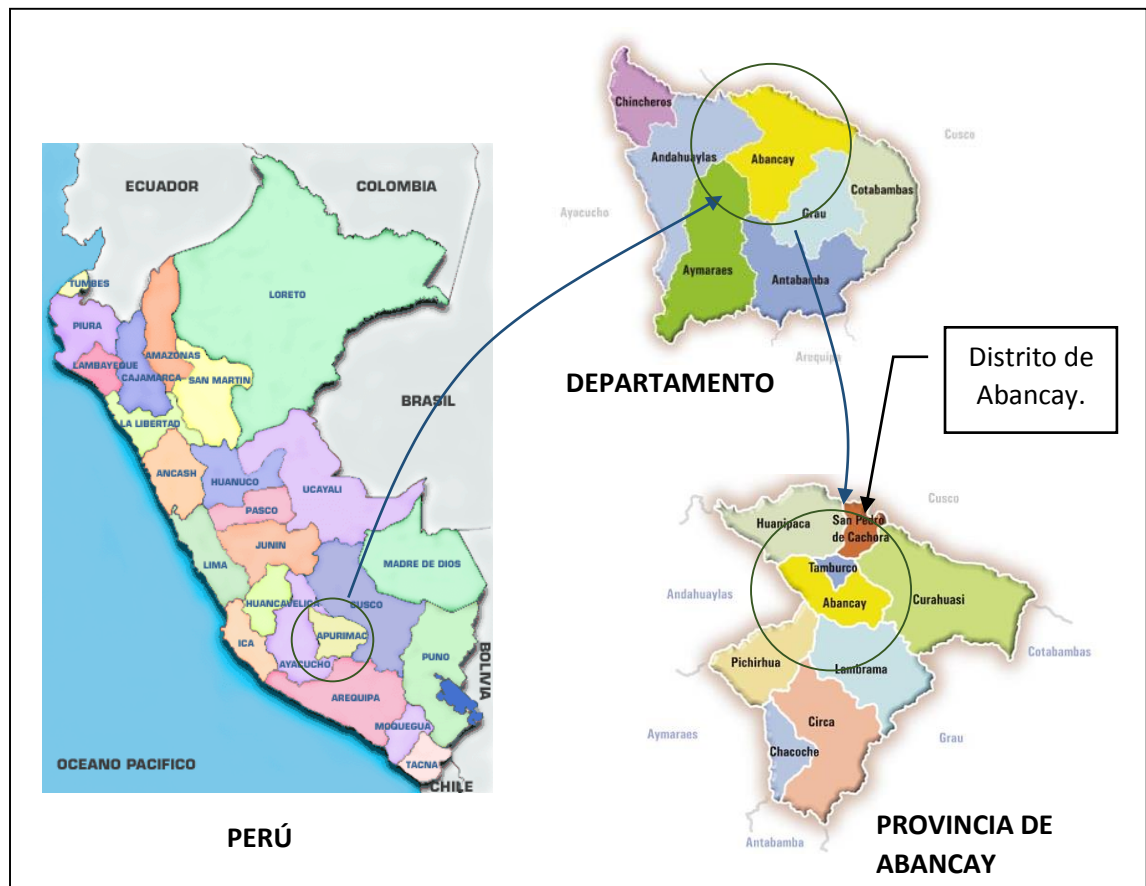 ECUADOR
COLOMBIA
TUMBES
LORETO
PIURA
AMAZONAS
LAMBAYEQUE
CAJAMARCA
SAN MARTIN
BRASIL
LA LIBERTAD
ANCASH
HUANUCO
UCAYALI
PASCO
JUNIN
LIMA
MADRE DE DIOS
HUANCAVELICA
CUSCO
APURIMAC
ICA
AYACUCHO
PUNO
BOLIVIA
AREQUIPA
MOQUEGUA
TACNA
OCEANO PACIFICO
CHILE
PERÚ
Chincheros
Cusco
Andahuaylas
Abancay
Cotabambas
Ayacucho
Grau
Aymaraes
Antabamba
Arequipa
DEPARTAMENTO
Distrito de
Abancay.
Cusco
Huanipaca
San Pedro
de Cachora
Tamburco
Andahuaylas
Abancay
Curahuasi
Cotabambas
Pichirhua
Lambrama
Circa
Aymaraes
Grau
Chacoche
Antabamba
PROVINCIA DE
ABANCAY